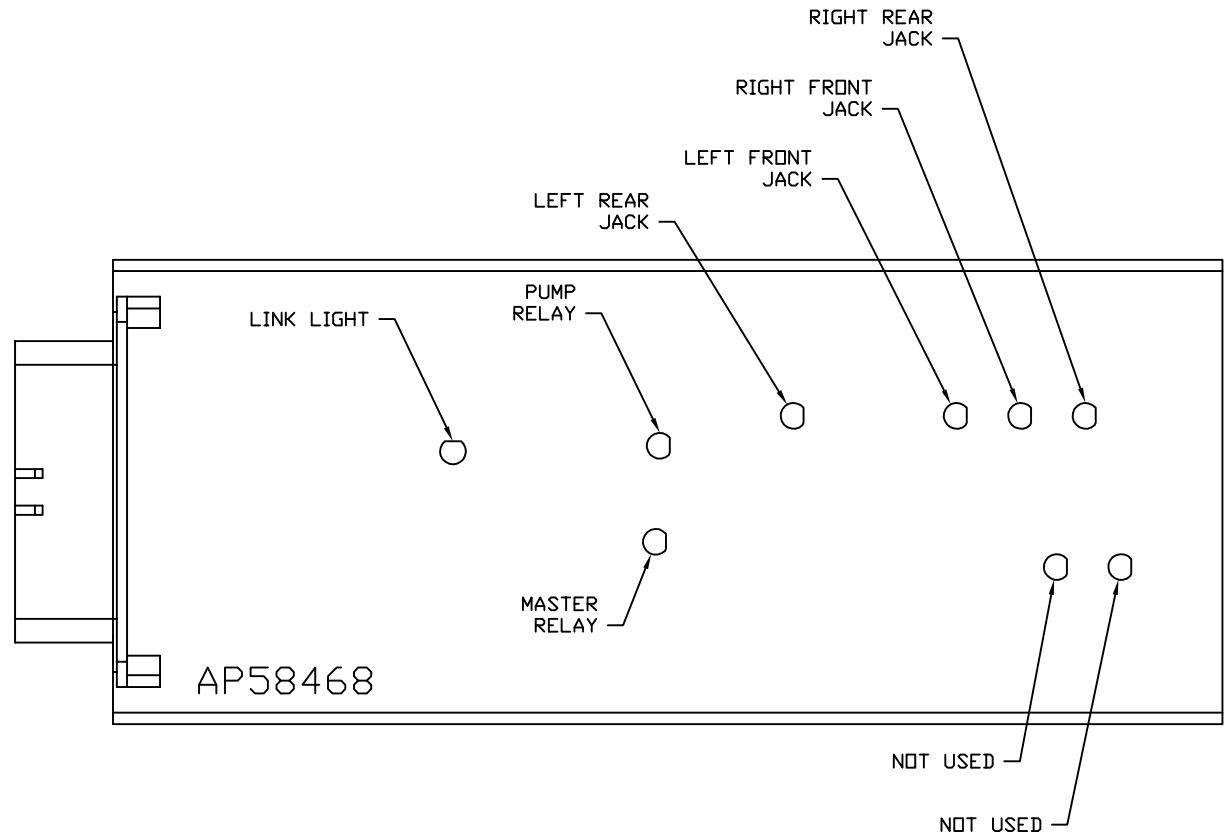 RIGHT REAR
JACK
RIGHT FRONT
JACK
LEFT FRONT
JACK
LEFT REAR
JACK
PUMP
RELAY
LINK LIGHT
MASTER
RELAY
AP58468
NOT USED
NOT USED